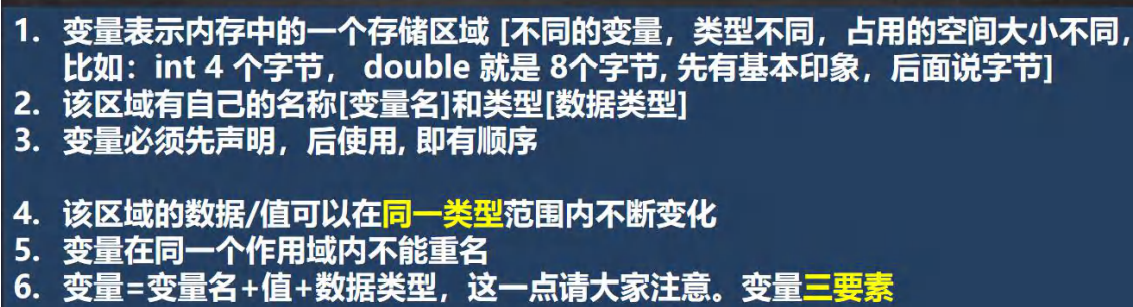 1. 变量表示内存中的一个存储区域 [不同的变量，类型不同，占用的空间大小不同，
比如：int 4 个字节， double 就是 8个字节, 先有基本印象，后面说字节]
2. 该区域有自己的名称[变量名]和类型[数据类型]
3. 变量必须先声明，后使用, 即有顺序
4. 该区域的数据/值可以在同一类型范围内不断变化
5. 变量在同一个作用域内不能重名
6. 变量=变量名+值+数据类型，这一点请大家注意。变量三要素